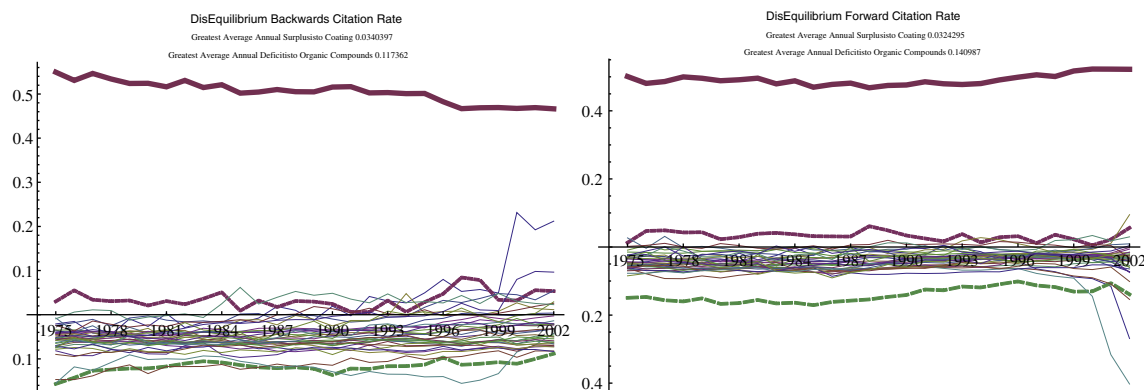 DisEquilibrium Backwards Citation Rate
Greatest Average Annual Surplusisto Coating 0.0340397
Greatest Average Annual Deficitisto Organic Compounds 0.117362
0.5
0.4
0.3
0.2
0.1
1975 1978 1981 1984 1987 1990 1993 1996 1999 2002
0.1
DisEquilibrium Forward Citation Rate
Greatest Average Annual Surplusisto Coating 0.0324295
Greatest Average Annual Deficitisto Organic Compounds 0.140987
0.4
0.2
1975 1978 1981 1984 1987 1990 1993 1996 1999 2002
0.2
0.4